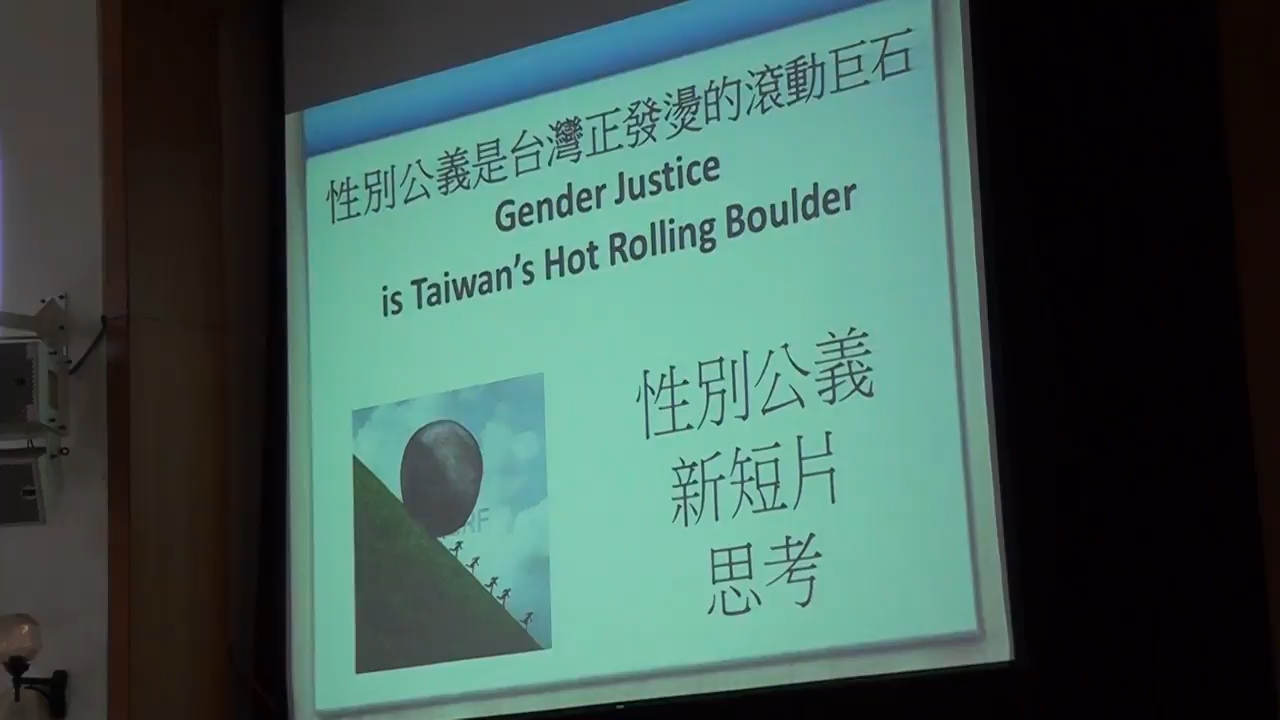 性別公義是台灣正發燙的滾動巨石
Gender Justice
is Taiwan's Hot Rolling Boulder
性別公義
新短片
思考
RF